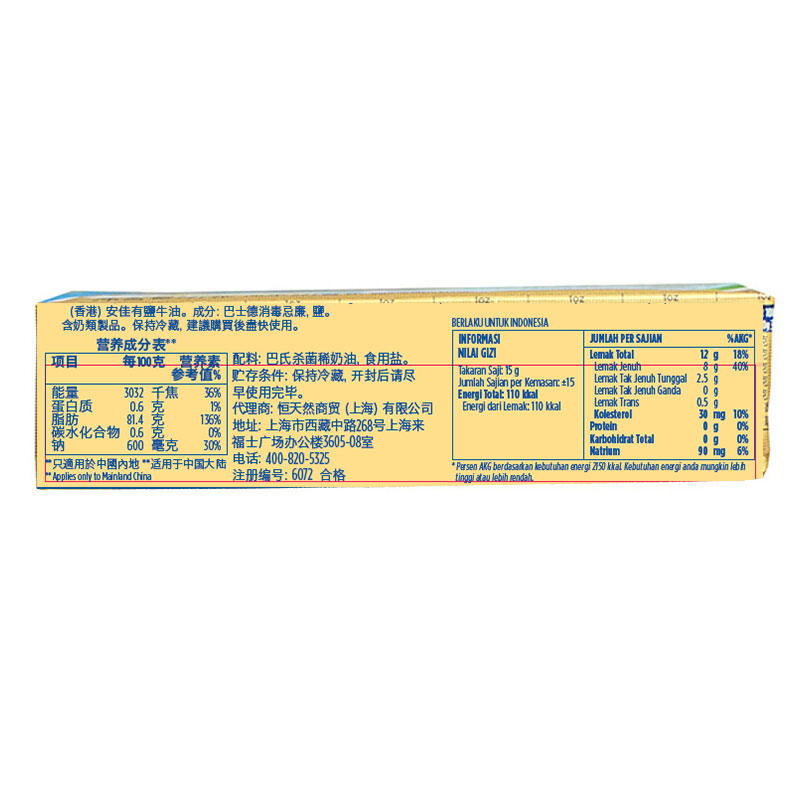 1oz 1oz 1oz
(香港) 安佳有鹽牛油。成分: 巴士德消毒忌廉, 鹽。
含奶類製品。保持冷藏, 建議購買後盡快使用。
营养成分表**
项目 每100克 营养素
参考值%
能量 3032 千焦 36%
蛋白质 0.6 克 1%
脂肪 81.4 克 136%
碳水化合物 0.6 克 0%
钠 600 毫克 30%
**只適用於中國內地 **适用于中国大陆
**Applies only to Mainland China
配料: 巴氏杀菌稀奶油, 食用盐。
贮存条件: 保持冷藏, 开封后请尽
早使用完毕。
代理商: 恒天然商贸 (上海) 有限公司
地址: 上海市西藏中路268号上海来
福士广场办公楼3605-08室
电话: 400-820-5325
注册编号: 6072 合格
BERLAKU UNTUK INDONESIA
INFORMASI
NILAI GIZI
Takaran Saji: 15 g
Jumlah Sajian per Kemasan: ±15
Energi Total: 110 kkal
Energi dari Lemak: 110 kkal
JUMLAH PER SAJIAN %AKG*
Lemak Total 12 g 18%
Lemak Jenuh 8 g 40%
Lemak Tak Jenuh Tunggal 2.5 g
Lemak Tak Jenuh Ganda 0 g
Lemak Trans 0.5 g
Kolesterol 30 mg 10%
Protein 0 g 0%
Karbohidrat Total 0 g 0%
Natrium 90 mg 6%
* Persen AKG berdasarkan kebutuhan energi 2150 kkal. Kebutuhan energi anda mungkin lebih
tinggi atau lebih rendah.